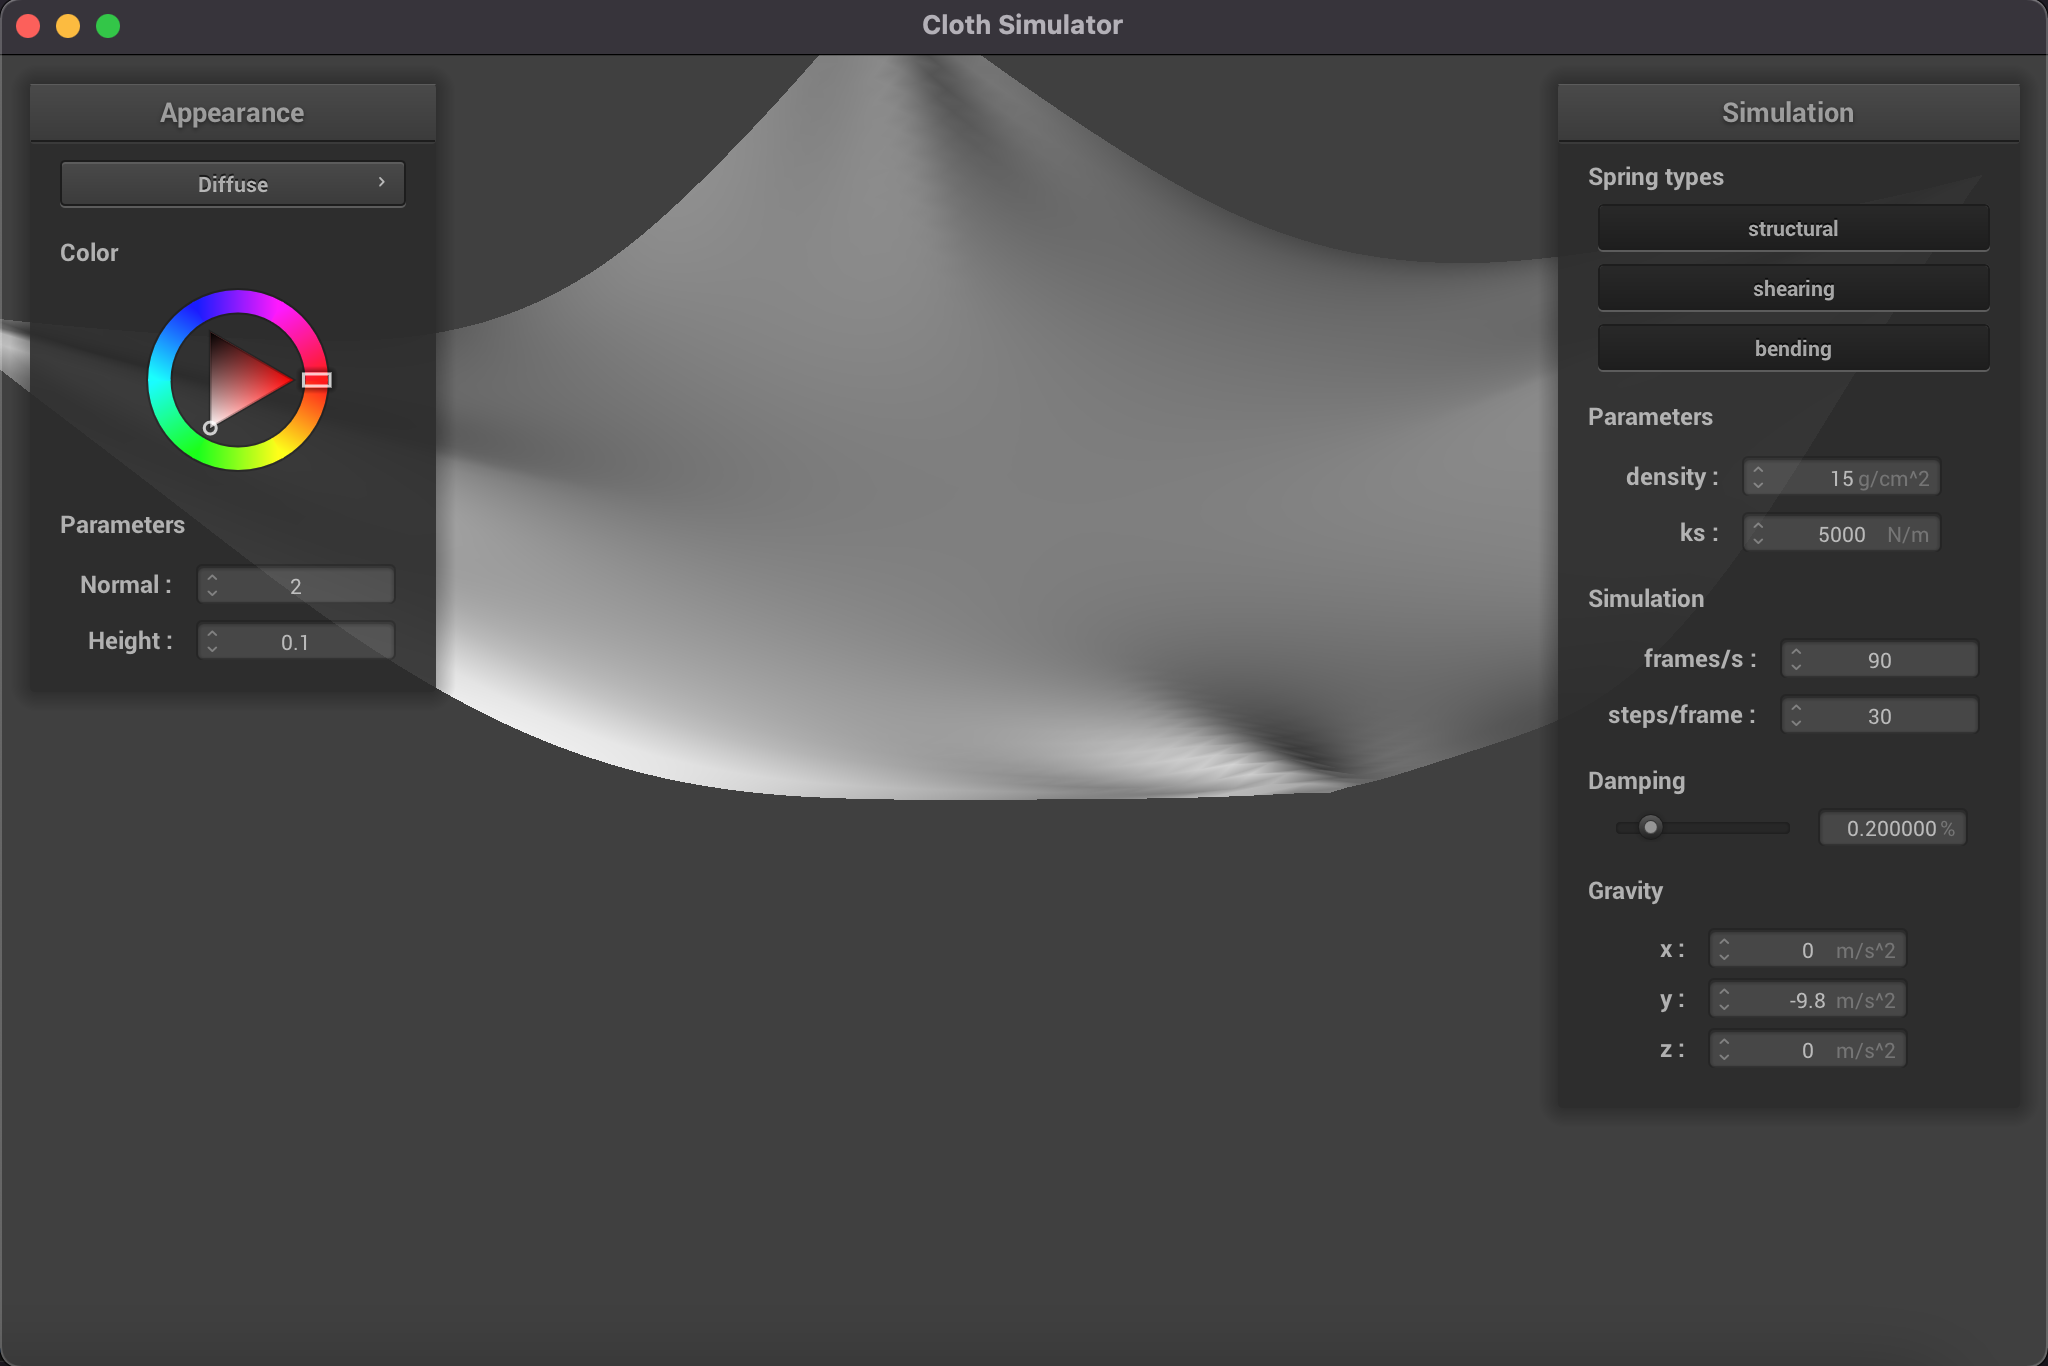 Cloth Simulator
Appearance
Diffuse
Color
Parameters
Normal : 2
Height : 0.1
Simulation
Spring types
structural
shearing
bending
Parameters
density : 15 g/cm^2
ks : 5000 N/m
Simulation
frames/s : 90
steps/frame : 30
Damping
0.200000 %
Gravity
x : 0 m/s^2
y : -9.8 m/s^2
z : 0 m/s^2